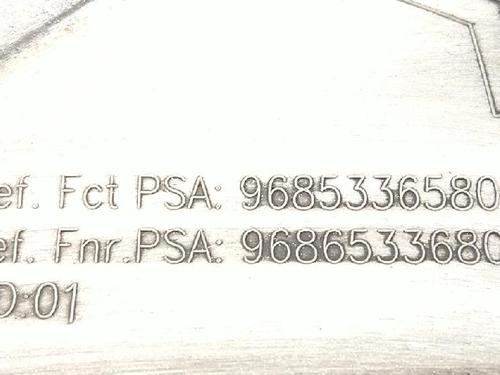 ef. Fct PSA: 9685336580
ef. Fnr.PSA: 9686533680
D:01